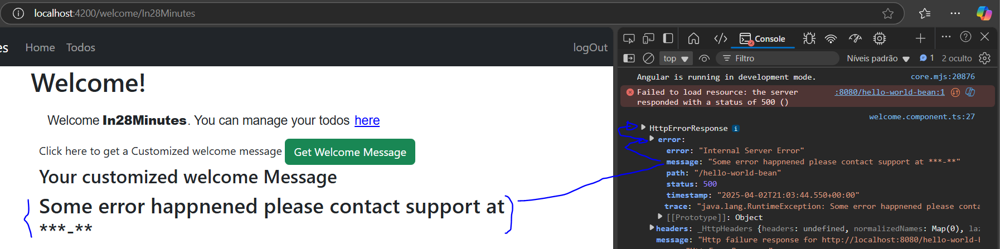 localhost:4200/welcome/In28Minutes
es Home Todos logOut
Welcome!
Welcome In28Minutes. You can manage your todos here
Click here to get a Customized welcome message Get Welcome Message
Your customized welcome Message
Some error happnened please contact support at
***-**
Console
top Filtro Níveis padrão 1 2 oculto
Angular is running in development mode. core.mjs:20876
Failed to load resource: the server :8080/hello-world-bean:1
responded with a status of 500 ()
welcome.component.ts:27
HttpErrorResponse i
error:
error: "Internal Server Error"
message: "Some error happnened please contact support at ***-**"
path: "/hello-world-bean"
status: 500
timestamp: "2025-04-02T21:03:44.550+00:00"
trace: "java.lang.RuntimeException: Some error happnened please conta
[[Prototype]]: Object
headers: _HttpHeaders {headers: undefined, normalizedNames: Map(0), laz
message: "Http failure response for http://localhost:8080/hello-world-b